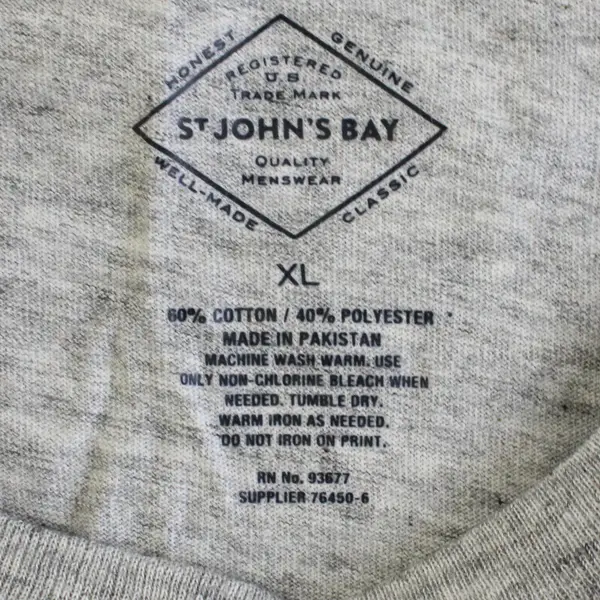 HONEST GENUINE
REGISTERED
U.S
TRADE MARK
ST JOHN'S BAY
QUALITY
MENSWEAR
WELL-MADE CLASSIC
XL
60% COTTON / 40% POLYESTER
MADE IN PAKISTAN
MACHINE WASH WARM. USE
ONLY NON-CHLORINE BLEACH WHEN
NEEDED. TUMBLE DRY.
WARM IRON AS NEEDED.
DO NOT IRON ON PRINT.
RN No. 93677
SUPPLIER 76450-6